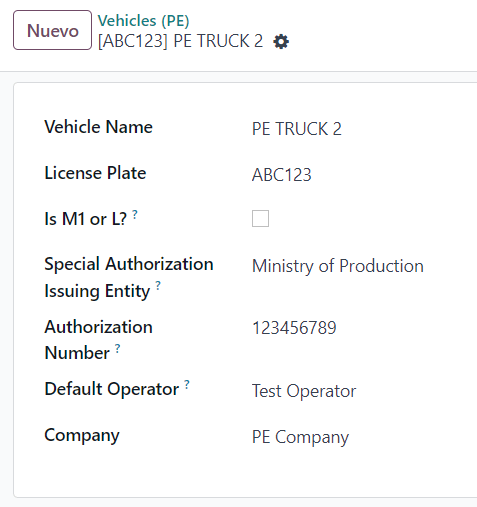 Nuevo
Vehicles (PE)
[ABC123] PE TRUCK 2
Vehicle Name
PE TRUCK 2
License Plate
ABC123
Is M1 or L? ?
Special Authorization
Issuing Entity ?
Ministry of Production
Authorization
Number ?
123456789
Default Operator ?
Test Operator
Company
PE Company